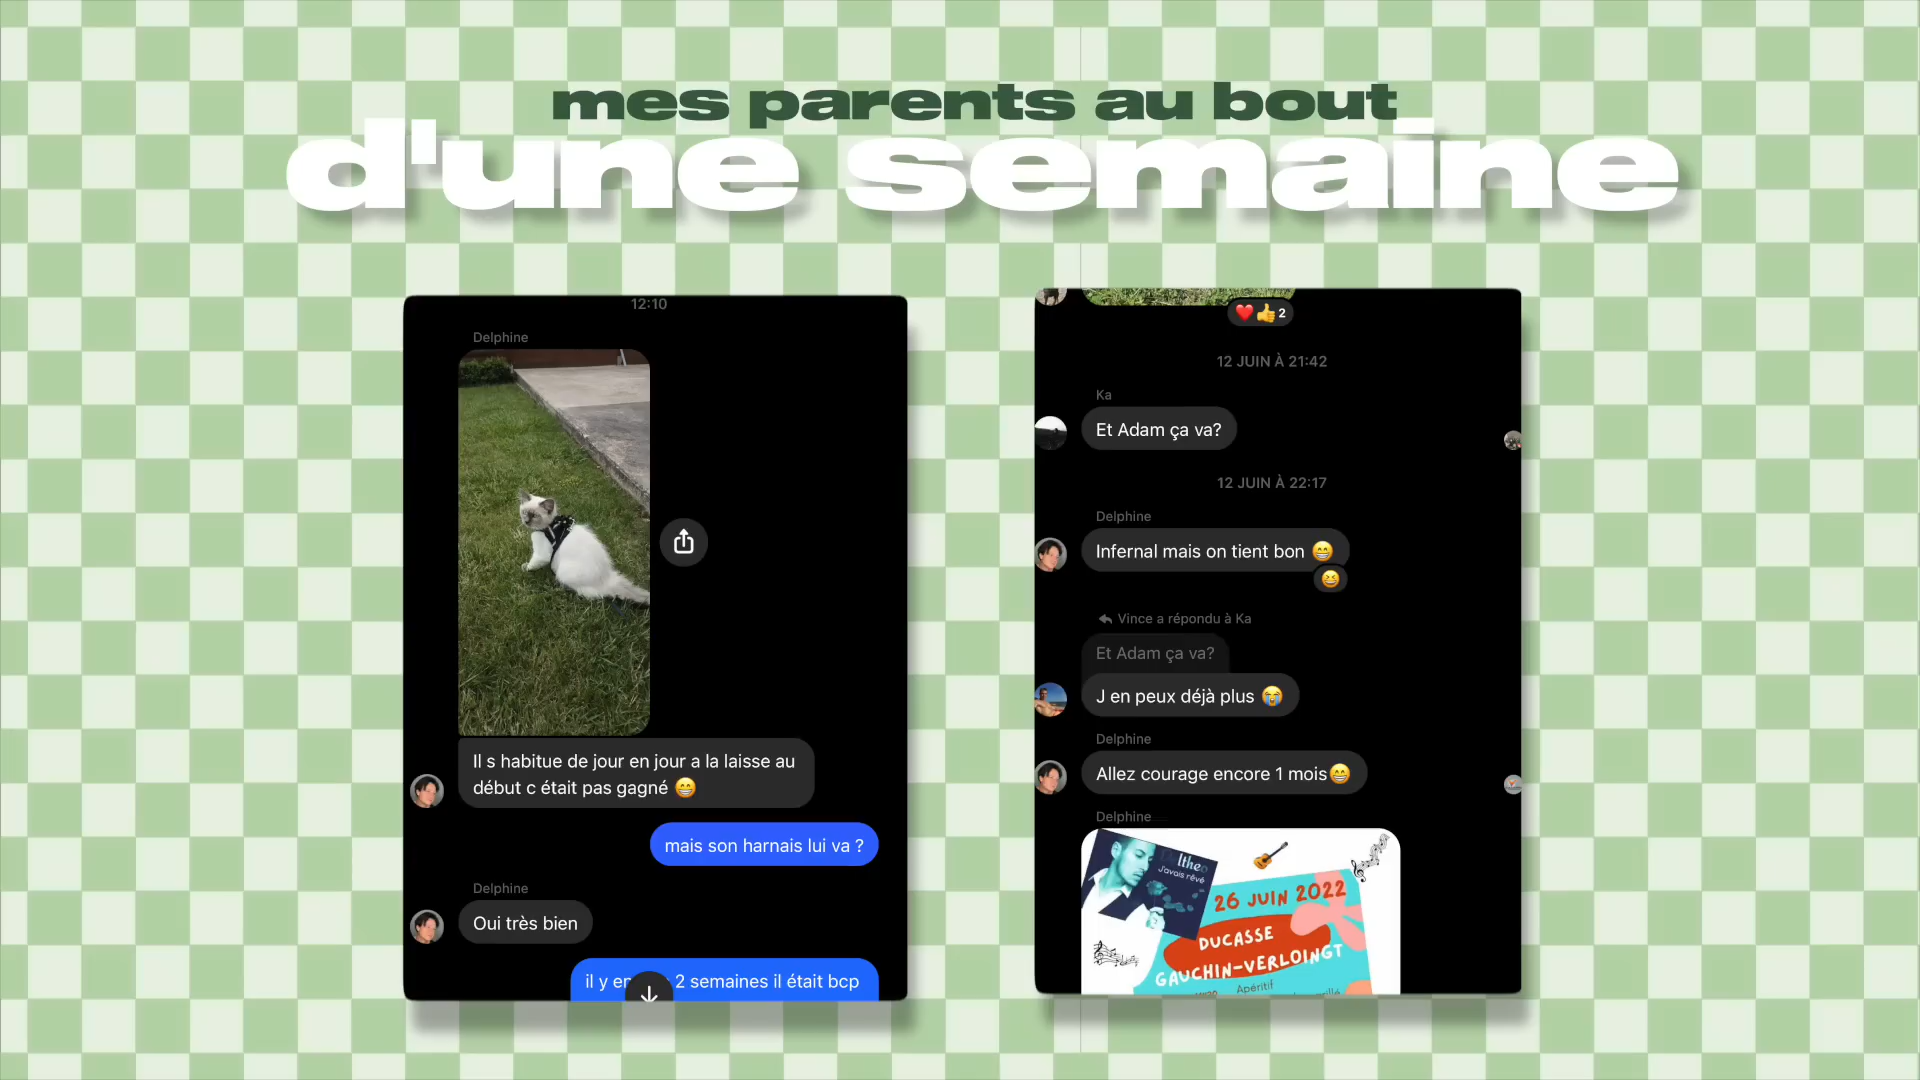 mes parents au bout
d'une semaine
12:10
Delphine
Il s habitue de jour en jour a la laisse au
début c était pas gagné 😁
mais son harnais lui va ?
Delphine
Oui très bien
il y en 2 semaines il était bcp
❤️👍 2
12 JUIN À 21:42
Ka
Et Adam ça va?
12 JUIN À 22:17
Delphine
Infernal mais on tient bon 😁
😆
Vince a répondu à Ka
Et Adam ça va?
J en peux déjà plus 😭
Delphine
Allez courage encore 1 mois😁
Delphine
J'avais rêvé
26 JUIN 2022
DUCASSE
GAUCHIN-VERLOINGT
Apéritif